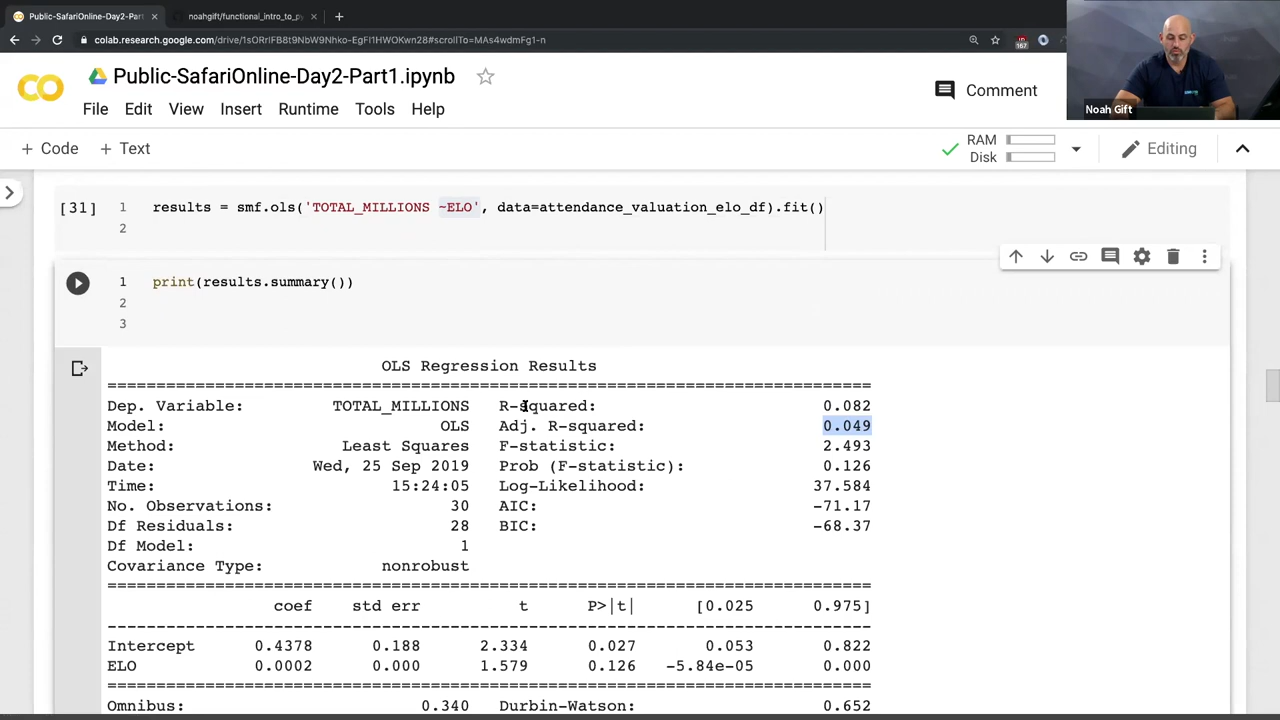 Public-SafariOnline-Day2-Part
noahgift/functional_intro_to_py
colab.research.google.com/drive/1sORrlFB8t9NbW9Nhko-EgFl1HWOKwn28#scrollTo=MAs4wdmFg1-n
167
Public-SafariOnline-Day2-Part1.ipynb
File Edit View Insert Runtime Tools Help
Comment
Noah Gift
+ Code + Text
RAM
Disk
Editing
[31] 1 results = smf.ols('TOTAL_MILLIONS ~ELO', data=attendance_valuation_elo_df).fit()
2
1 print(results.summary())
2
3
OLS Regression Results
==============================================================================
Dep. Variable: TOTAL_MILLIONS R-squared: 0.082
Model: OLS Adj. R-squared: 0.049
Method: Least Squares F-statistic: 2.493
Date: Wed, 25 Sep 2019 Prob (F-statistic): 0.126
Time: 15:24:05 Log-Likelihood: 37.584
No. Observations: 30 AIC: -71.17
Df Residuals: 28 BIC: -68.37
Df Model: 1
Covariance Type: nonrobust
==============================================================================
coef std err t P>|t| [0.025 0.975]
------------------------------------------------------------------------------
Intercept 0.4378 0.188 2.334 0.027 0.053 0.822
ELO 0.0002 0.000 1.579 0.126 -5.84e-05 0.000
==============================================================================
Omnibus: 0.340 Durbin-Watson: 0.652